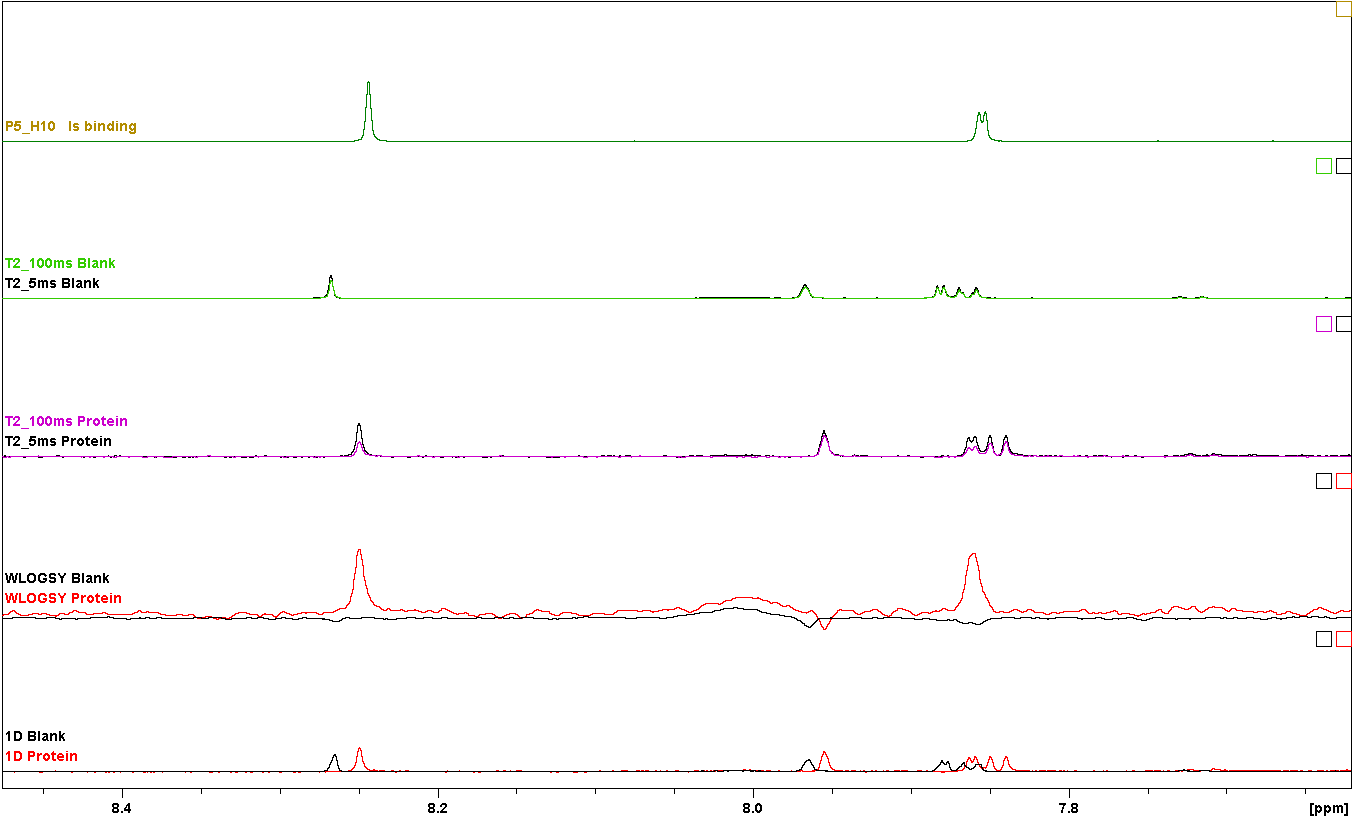 P5_H10 Is binding
T2_100ms Blank
T2_5ms Blank
T2_100ms Protein
T2_5ms Protein
WLOGSY Blank
WLOGSY Protein
1D Blank
1D Protein
8.4 8.2 8.0 7.8 [ppm]